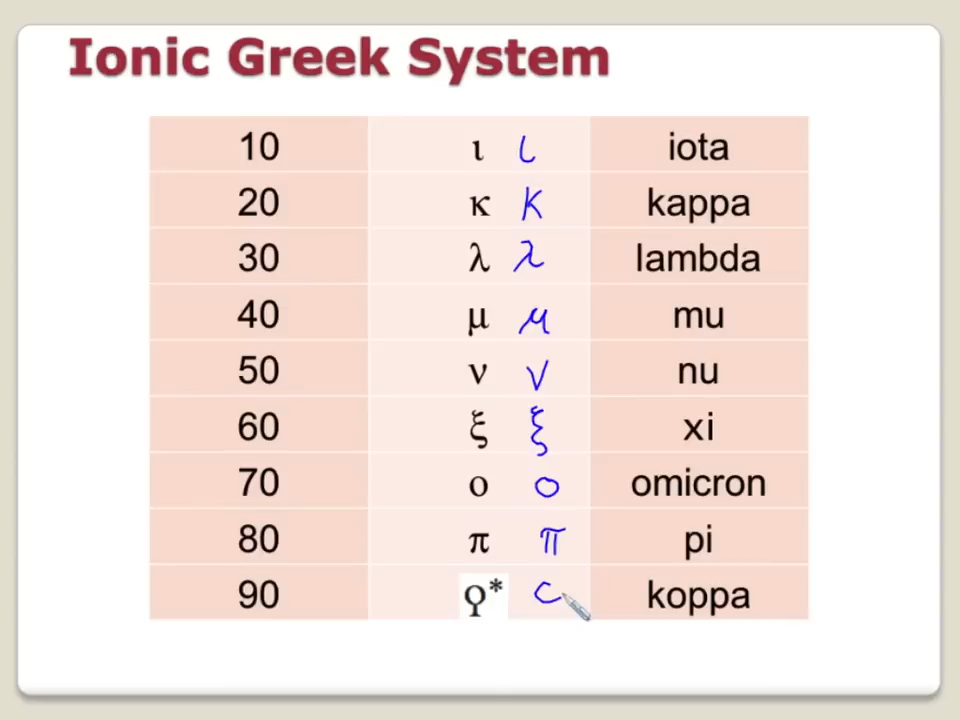 Ionic Greek System
10 ι ι iota
20 κ κ kappa
30 λ λ lambda
40 μ μ mu
50 ν ν nu
60 ξ ξ xi
70 ο ο omicron
80 π π pi
90 ϙ* koppa